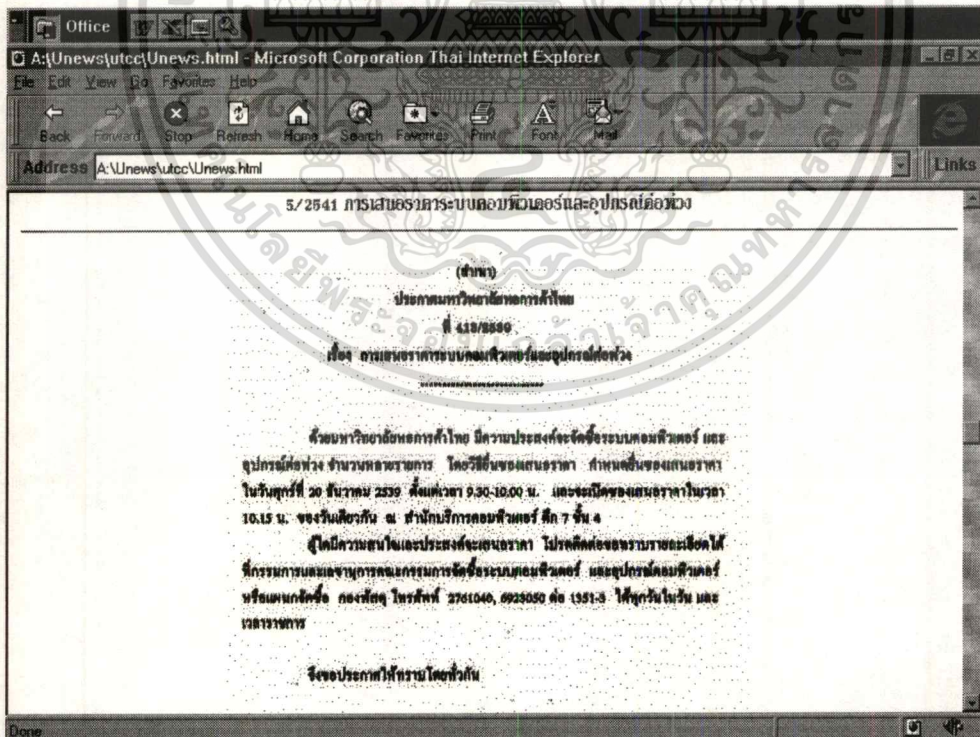 Office
A:\Unews\utcc\Unews.html - Microsoft Corporation Thai Internet Explorer
File Edit View Go Favorites Help
Back Forward Stop Refresh Home Search Favorites Print Font Mail
Address A:\Unews\utcc\Unews.html Links
5/2541 การเสนอราคาระบบคอมพิวเตอร์และอุปกรณ์ต่อพ่วง
(สำเนา)
ประกาศมหาวิทยาลัยหอการค้าไทย
ที่ 413/2539
เรื่อง การเสนอราคาระบบคอมพิวเตอร์และอุปกรณ์ต่อพ่วง
ด้วยมหาวิทยาลัยหอการค้าไทย มีความประสงค์จะจัดซื้อระบบคอมพิวเตอร์ และ
อุปกรณ์ต่อพ่วง จำนวนหลายรายการ โดยวิธียื่นซองเสนอราคา กำหนดยื่นซองเสนอราคา
ในวันศุกร์ที่ 20 ธันวาคม 2539 ตั้งแต่เวลา 9.30-10.00 น. และจะเปิดซองเสนอราคาในเวลา
10.15 น. ของวันเดียวกัน ณ สำนักบริการคอมพิวเตอร์ ตึก 7 ชั้น 4
ผู้ใดมีความสนใจและประสงค์จะเสนอราคา โปรดติดต่อขอทราบรายละเอียดได้
ที่กรรมการและเลขานุการคณะกรรมการจัดซื้อระบบคอมพิวเตอร์ และอุปกรณ์คอมพิวเตอร์
หรือแผนกจัดซื้อ กองพัสดุ โทรศัพท์ 2761040, 6923050 ต่อ 1351-3 ได้ทุกวันในวัน และ
เวลาราชการ
จึงขอประกาศให้ทราบโดยทั่วกัน
Done